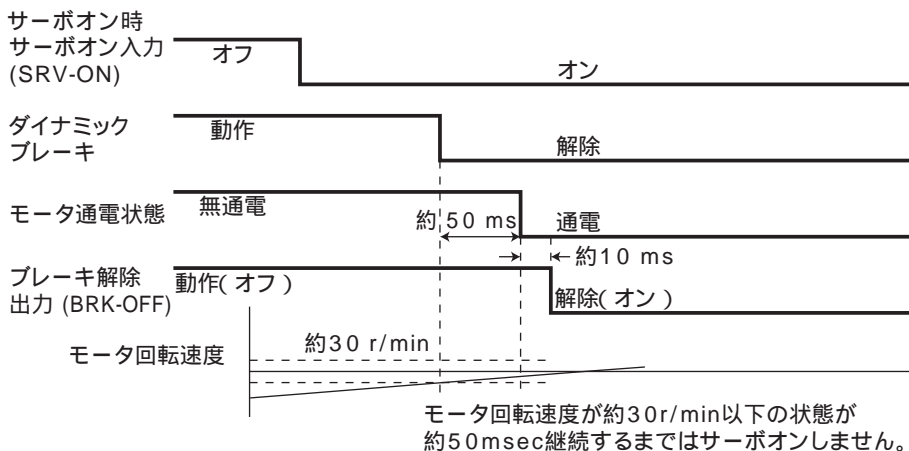 サーボオン時
サーボオン入力
(SRV-ON)
オフ
オン
ダイナミック
ブレーキ
動作
解除
モータ通電状態
無通電
約 50 ms
通電
約10 ms
ブレーキ解除
出力 (BRK-OFF)
動作(オフ)
解除(オン)
モータ回転速度
約30 r/min
モータ回転速度が約30r/min以下の状態が
約50msec継続するまではサーボオンしません。